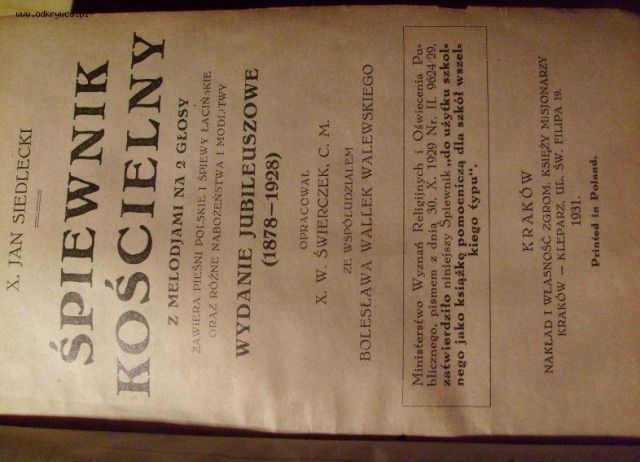 www.odkrywca.pl
X. JAN SIEDLECKI
ŚPIEWNIK
KOŚCIELNY
Z MELODJAMI NA 2 GŁOSY
ZAWIERA PIEŚNI POLSKIE I ŚPIEWY ŁACIŃSKIE
ORAZ RÓŻNE NABOŻEŃSTWA I MODLITWY
WYDANIE JUBILEUSZOWE
(1878—1928)
OPRACOWAŁ
X. W. ŚWIERCZEK, C. M.
ZE WSPÓŁUDZIAŁEM
BOLESŁAWA WALLEK WALEWSKIEGO
Ministerstwo Wyznań Religijnych i Oświecenia Pu-
blicznego, pismem z dnia 30. X. 1929 Nr. II. 9624/29,
zatwierdziło niniejszy Śpiewnik „do użytku szkol-
nego jako książkę pomocniczą dla szkół wszel-
kiego typu".
KRAKÓW
NAKŁAD I WŁASNOŚĆ ZGROM. KSIĘŻY MISJONARZY
KRAKÓW — KLEPARZ, UL. ŚW. FILIPA 19.
1931.
Printed in Poland.